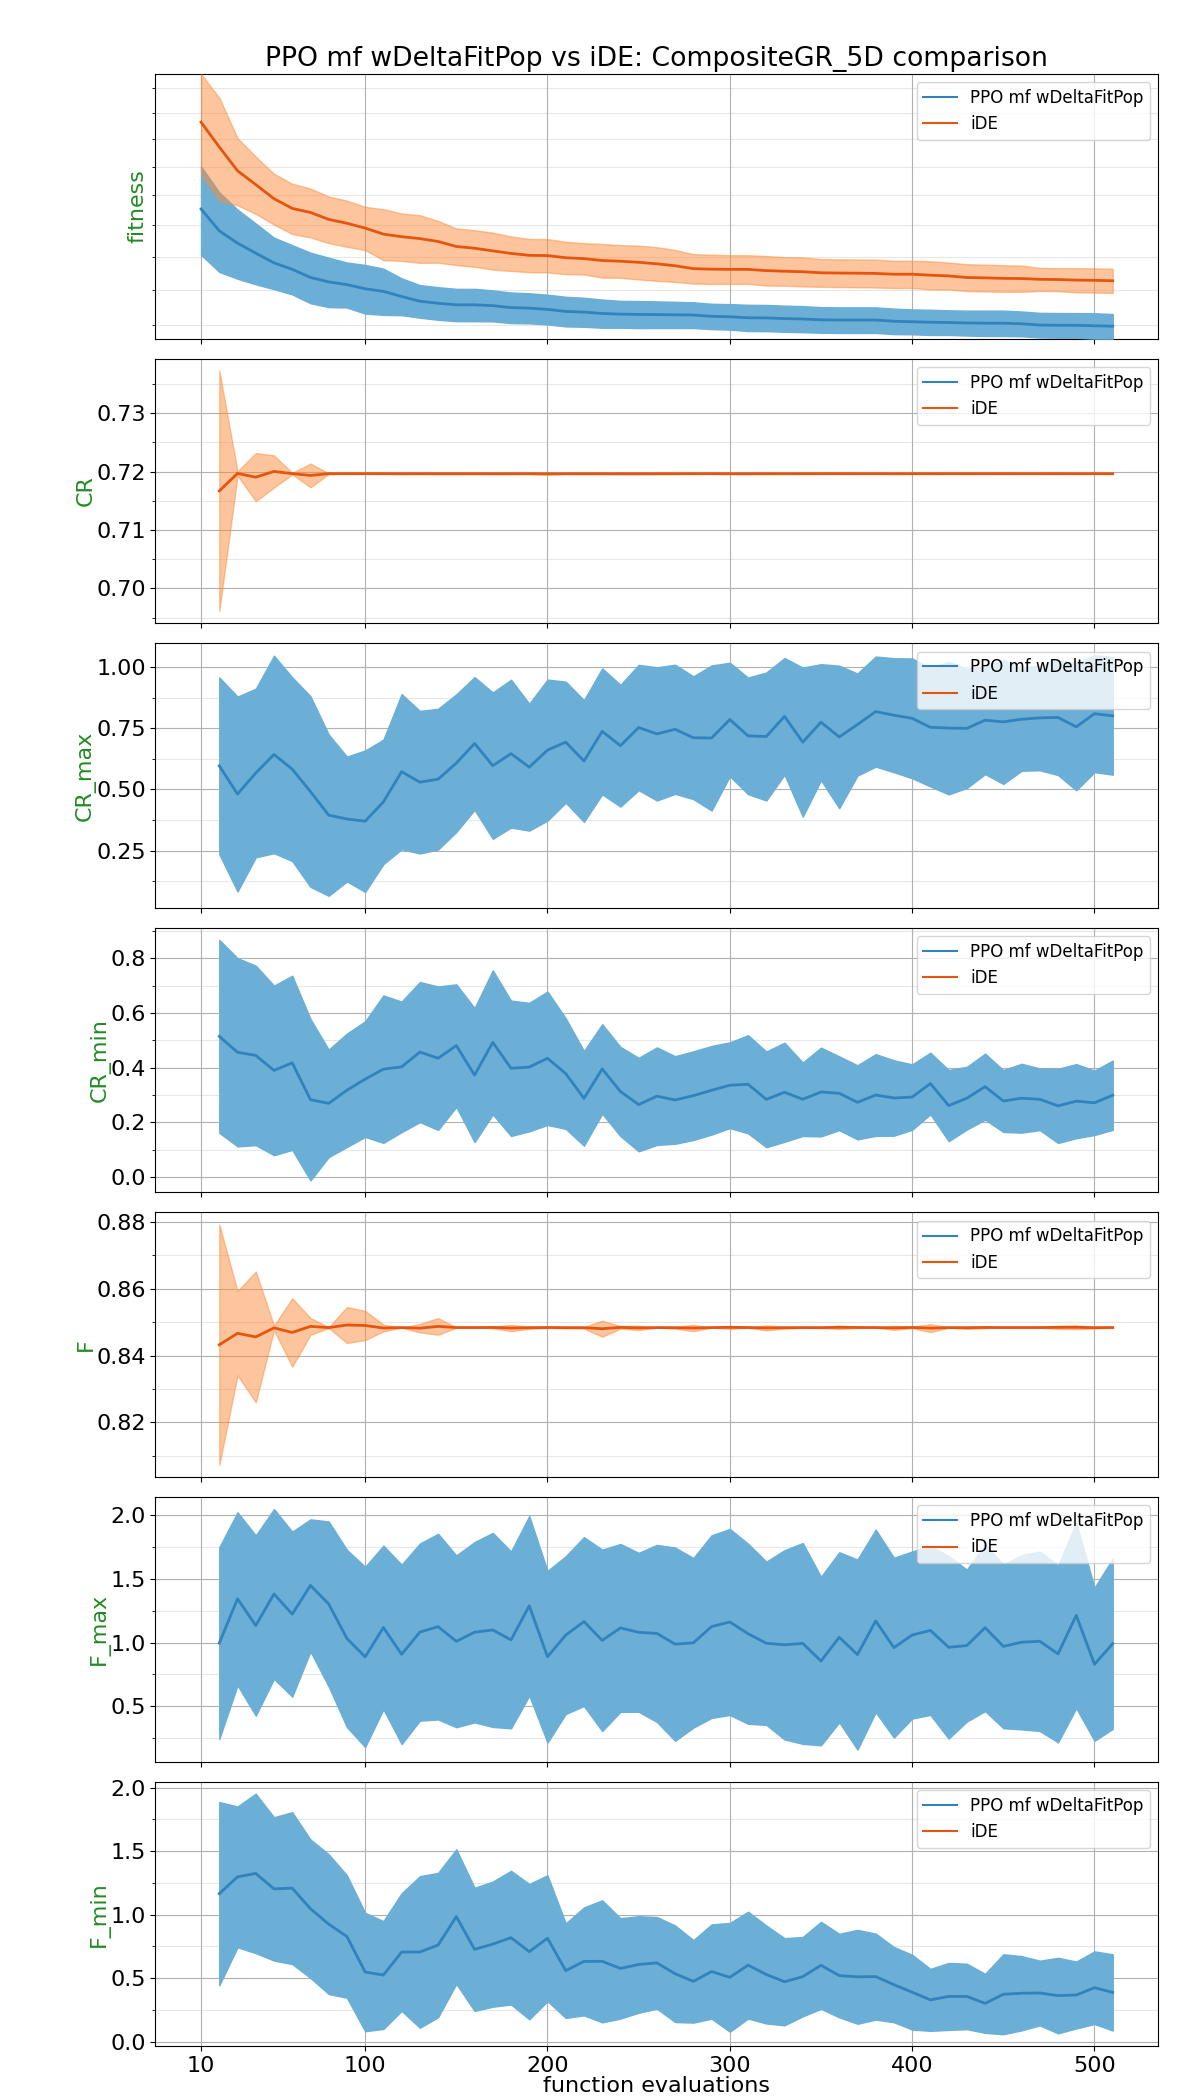 PPO mf wDeltaFitPop vs iDE: CompositeGR_5D comparison
fitness
PPO mf wDeltaFitPop
iDE
CR
0.73
0.72
0.71
0.70
PPO mf wDeltaFitPop
iDE
CR_max
1.00
0.75
0.50
0.25
PPO mf wDeltaFitPop
iDE
CR_min
0.8
0.6
0.4
0.2
0.0
PPO mf wDeltaFitPop
iDE
F
0.88
0.86
0.84
0.82
PPO mf wDeltaFitPop
iDE
F_max
2.0
1.5
1.0
0.5
PPO mf wDeltaFitPop
iDE
F_min
2.0
1.5
1.0
0.5
0.0
PPO mf wDeltaFitPop
iDE
10 100 200 300 400 500
function evaluations